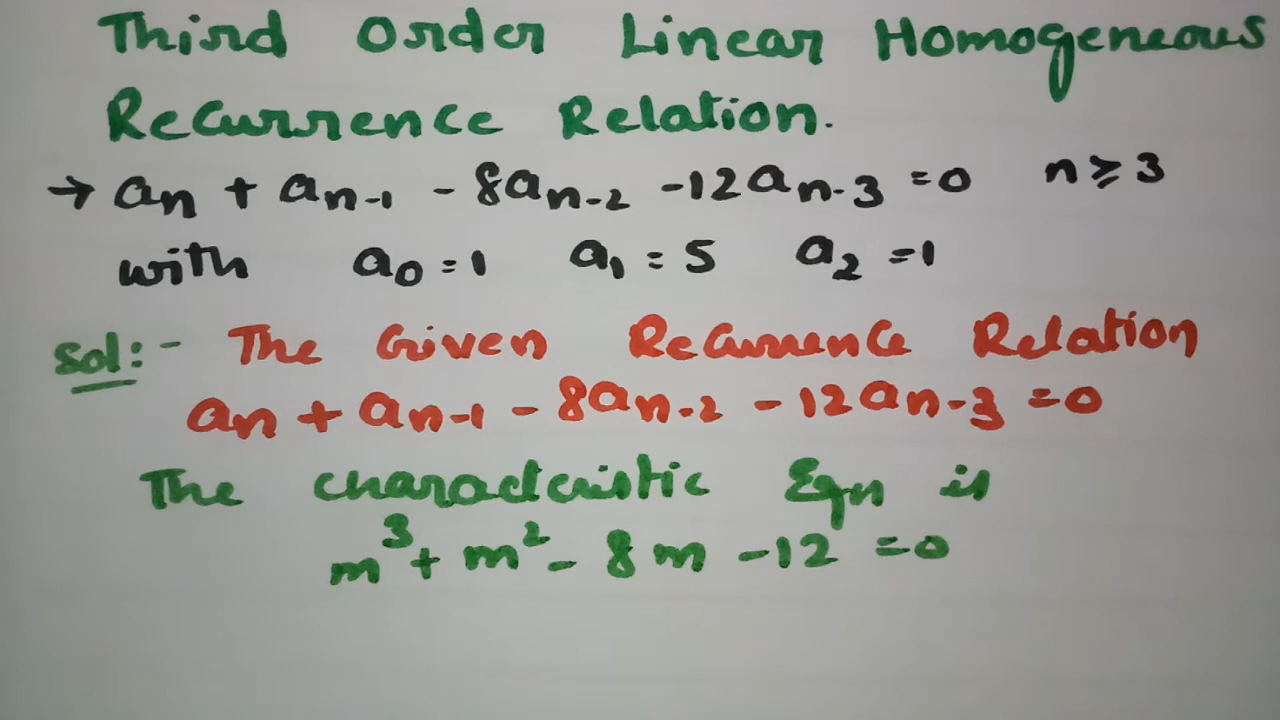 Third Order Linear Homogeneous
Recurrence Relation.
→ aₙ + aₙ₋₁ - 8aₙ₋₂ - 12aₙ₋₃ = 0 n ≥ 3
with a₀ = 1 a₁ = 5 a₂ = 1
Sol:- The Given Recurrence Relation
aₙ + aₙ₋₁ - 8aₙ₋₂ - 12aₙ₋₃ = 0
The characteristic Eqn is
m³ + m² - 8m - 12 = 0